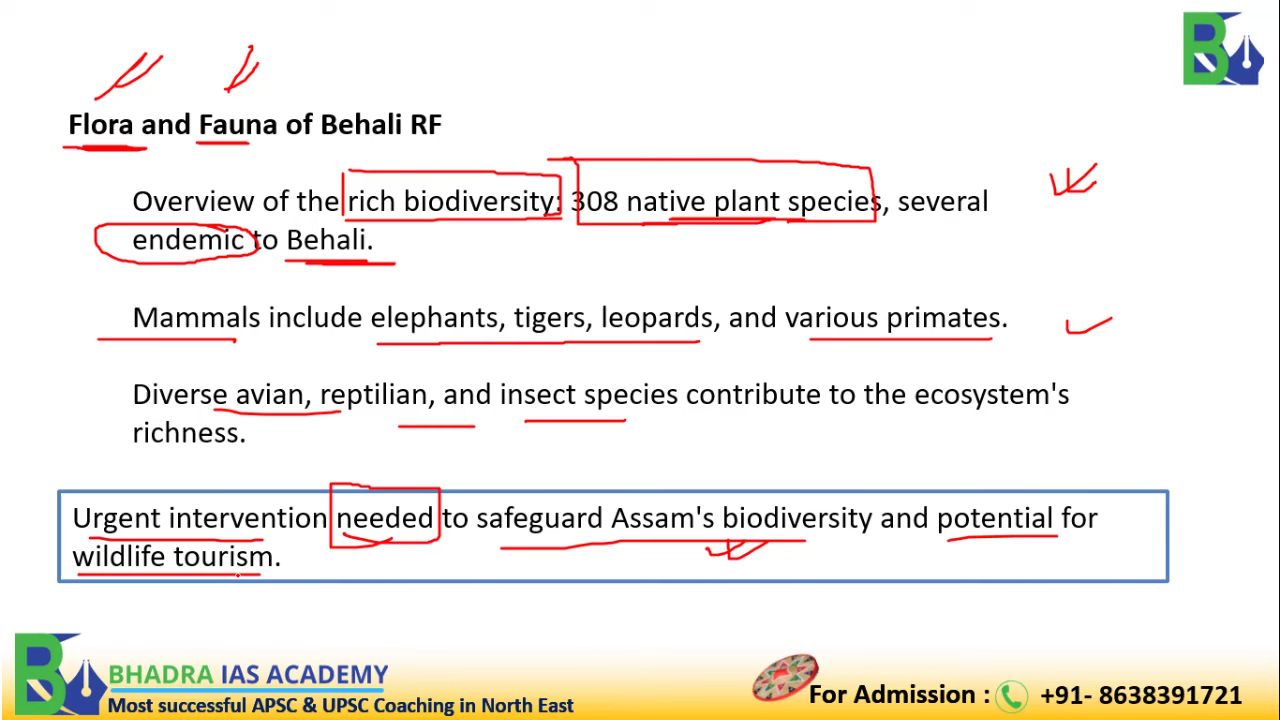 Flora and Fauna of Behali RF
Overview of the rich biodiversity: 308 native plant species, several
endemic to Behali.
Mammals include elephants, tigers, leopards, and various primates.
Diverse avian, reptilian, and insect species contribute to the ecosystem's
richness.
Urgent intervention needed to safeguard Assam's biodiversity and potential for
wildlife tourism.
BHADRA IAS ACADEMY
Most successful APSC & UPSC Coaching in North East
For Admission : +91- 8638391721